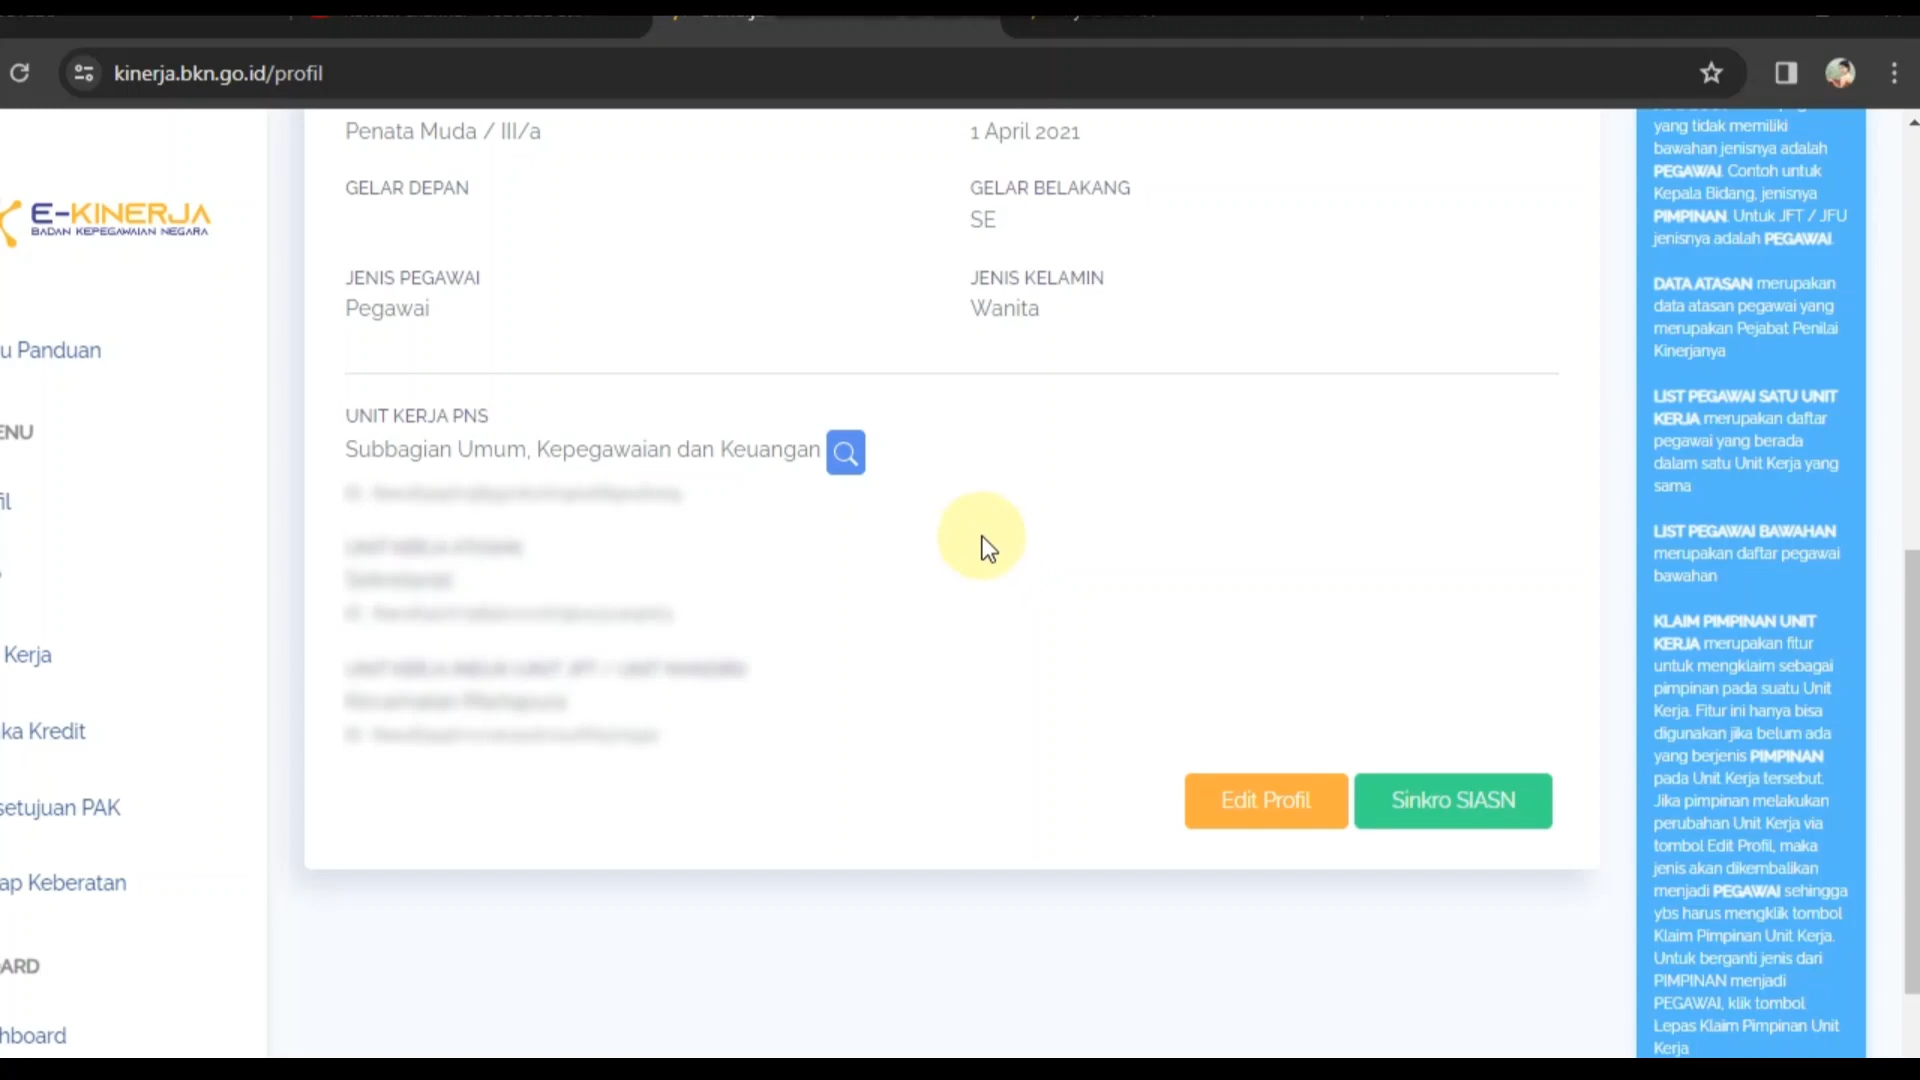 kinerja.bkn.go.id/profil
E-KINERJA
BADAN KEPEGAWAIAN NEGARA
u Panduan
ENU
il
Kerja
ka Kredit
setujuan PAK
ap Keberatan
ARD
hboard
Penata Muda / III/a
1 April 2021
GELAR DEPAN
GELAR BELAKANG
SE
JENIS PEGAWAI
Pegawai
JENIS KELAMIN
Wanita
UNIT KERJA PNS
Subbagian Umum, Kepegawaian dan Keuangan
Edit Profil
Sinkro SIASN
yang tidak memiliki
bawahan jenisnya adalah
PEGAWAI. Contoh untuk
Kepala Bidang, jenisnya
PIMPINAN. Untuk JFT / JFU
jenisnya adalah PEGAWAI.
DATA ATASAN merupakan
data atasan pegawai yang
merupakan Pejabat Penilai
Kinerjanya
LIST PEGAWAI SATU UNIT
KERJA merupakan daftar
pegawai yang berada
dalam satu Unit Kerja yang
sama
LIST PEGAWAI BAWAHAN
merupakan daftar pegawai
bawahan
KLAIM PIMPINAN UNIT
KERJA merupakan fitur
untuk mengklaim sebagai
pimpinan pada suatu Unit
Kerja. Fitur ini hanya bisa
digunakan jika belum ada
yang berjenis PIMPINAN
pada Unit Kerja tersebut.
Jika pimpinan melakukan
perubahan Unit Kerja via
tombol Edit Profil, maka
jenis akan dikembalikan
menjadi PEGAWAI sehingga
ybs harus mengklik tombol
Klaim Pimpinan Unit Kerja.
Untuk berganti jenis dari
PIMPINAN menjadi
PEGAWAI, klik tombol
Lepas Klaim Pimpinan Unit
Kerja